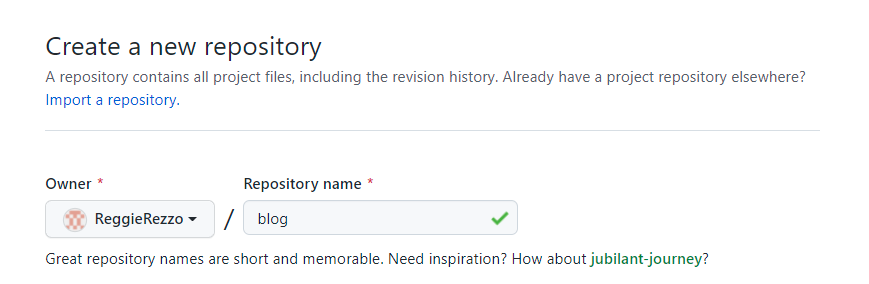 Create a new repository
A repository contains all project files, including the revision history. Already have a project repository elsewhere?
Import a repository.
Owner *
Repository name *
ReggieRezzo
/
blog
Great repository names are short and memorable. Need inspiration? How about jubilant-journey?